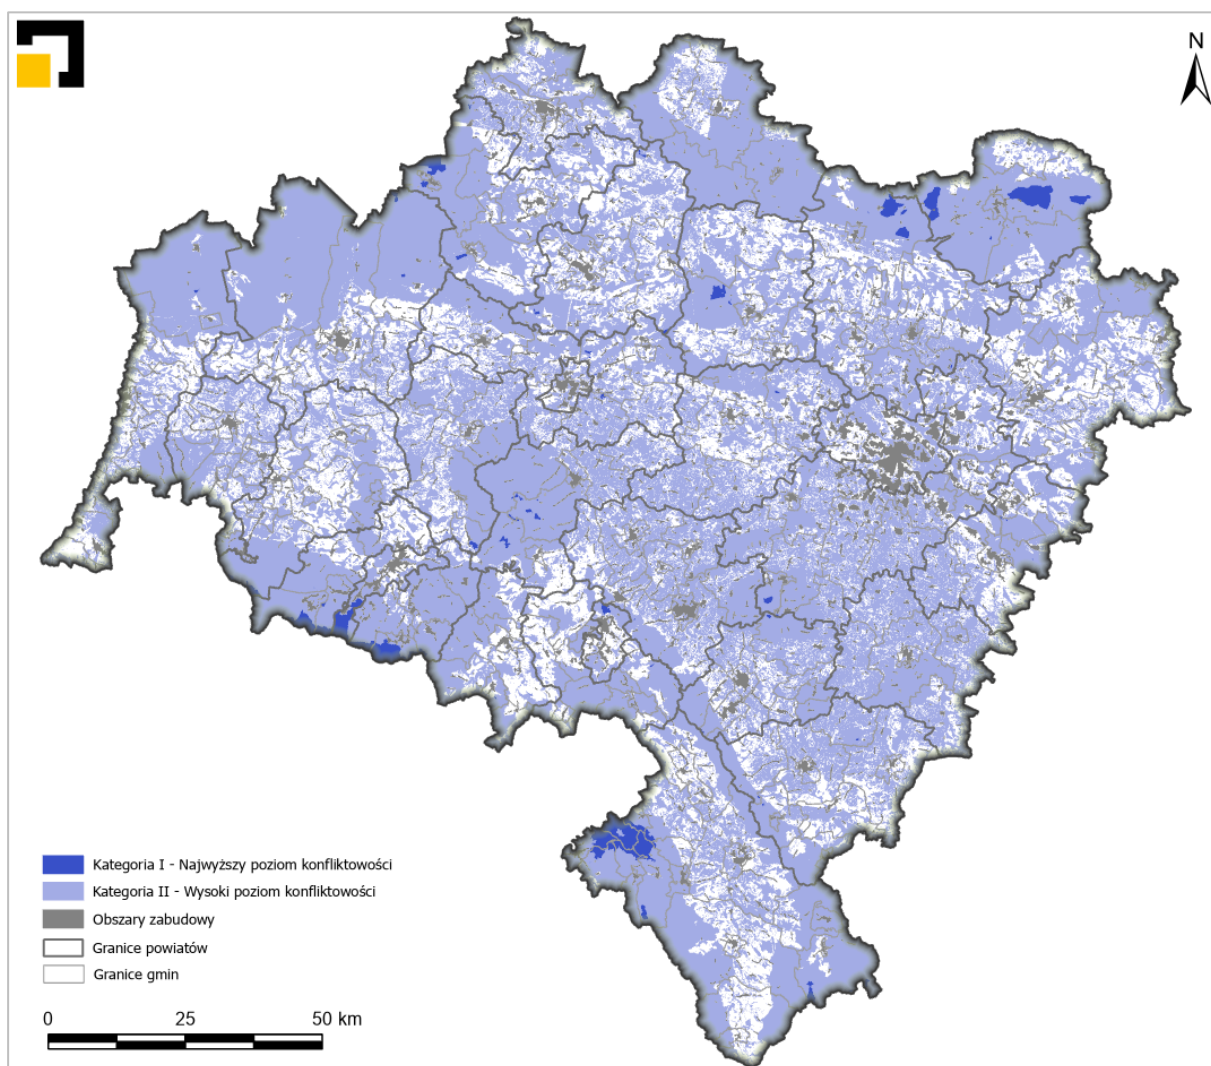 N
Kategoria I - Najwyższy poziom konfliktowości
Kategoria II - Wysoki poziom konfliktowości
Obszary zabudowy
Granice powiatów
Granice gmin
0 25 50 km